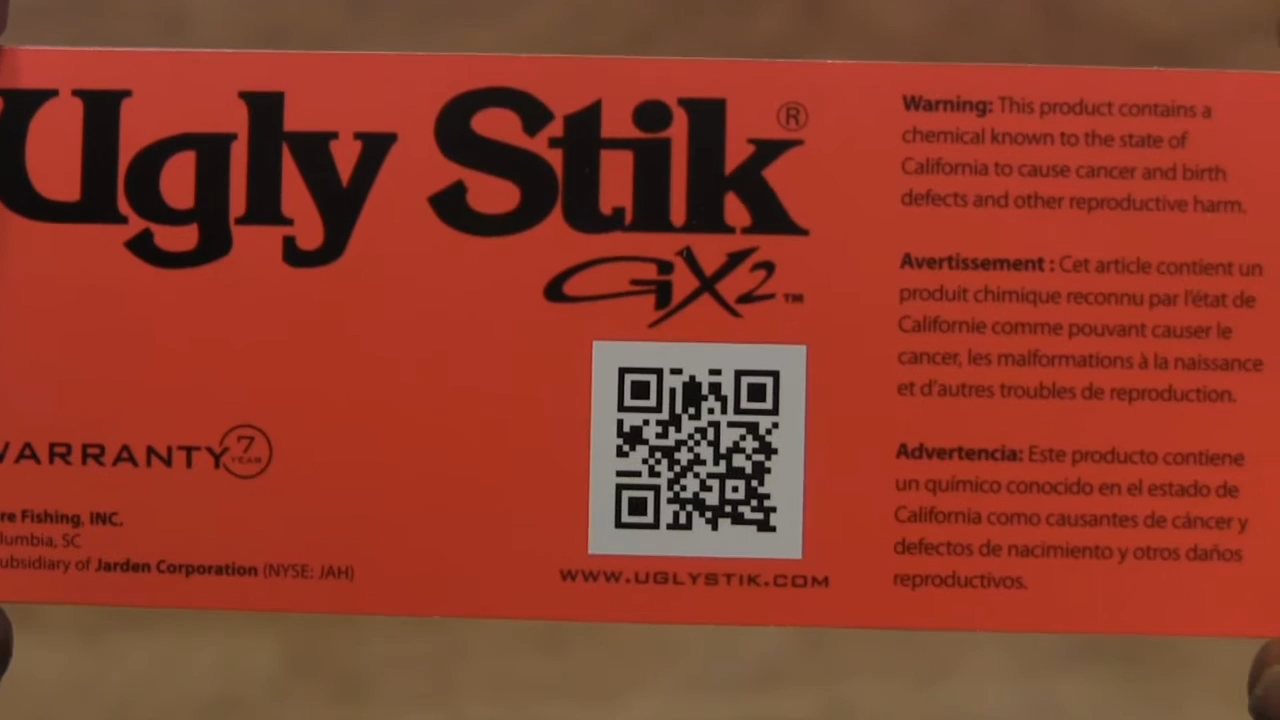 Ugly Stik®
GX2™
WARRANTY 7 YEAR
re Fishing, INC.
lumbia, SC
ubsidiary of Jarden Corporation (NYSE: JAH)
WWW.UGLYSTIK.COM
Warning: This product contains a
chemical known to the state of
California to cause cancer and birth
defects and other reproductive harm.
Avertissement : Cet article contient un
produit chimique reconnu par l'état de
Californie comme pouvant causer le
cancer, les malformations à la naissance
et d'autres troubles de reproduction.
Advertencia: Este producto contiene
un químico conocido en el estado de
California como causantes de cáncer y
defectos de nacimiento y otros daños
reproductivos.